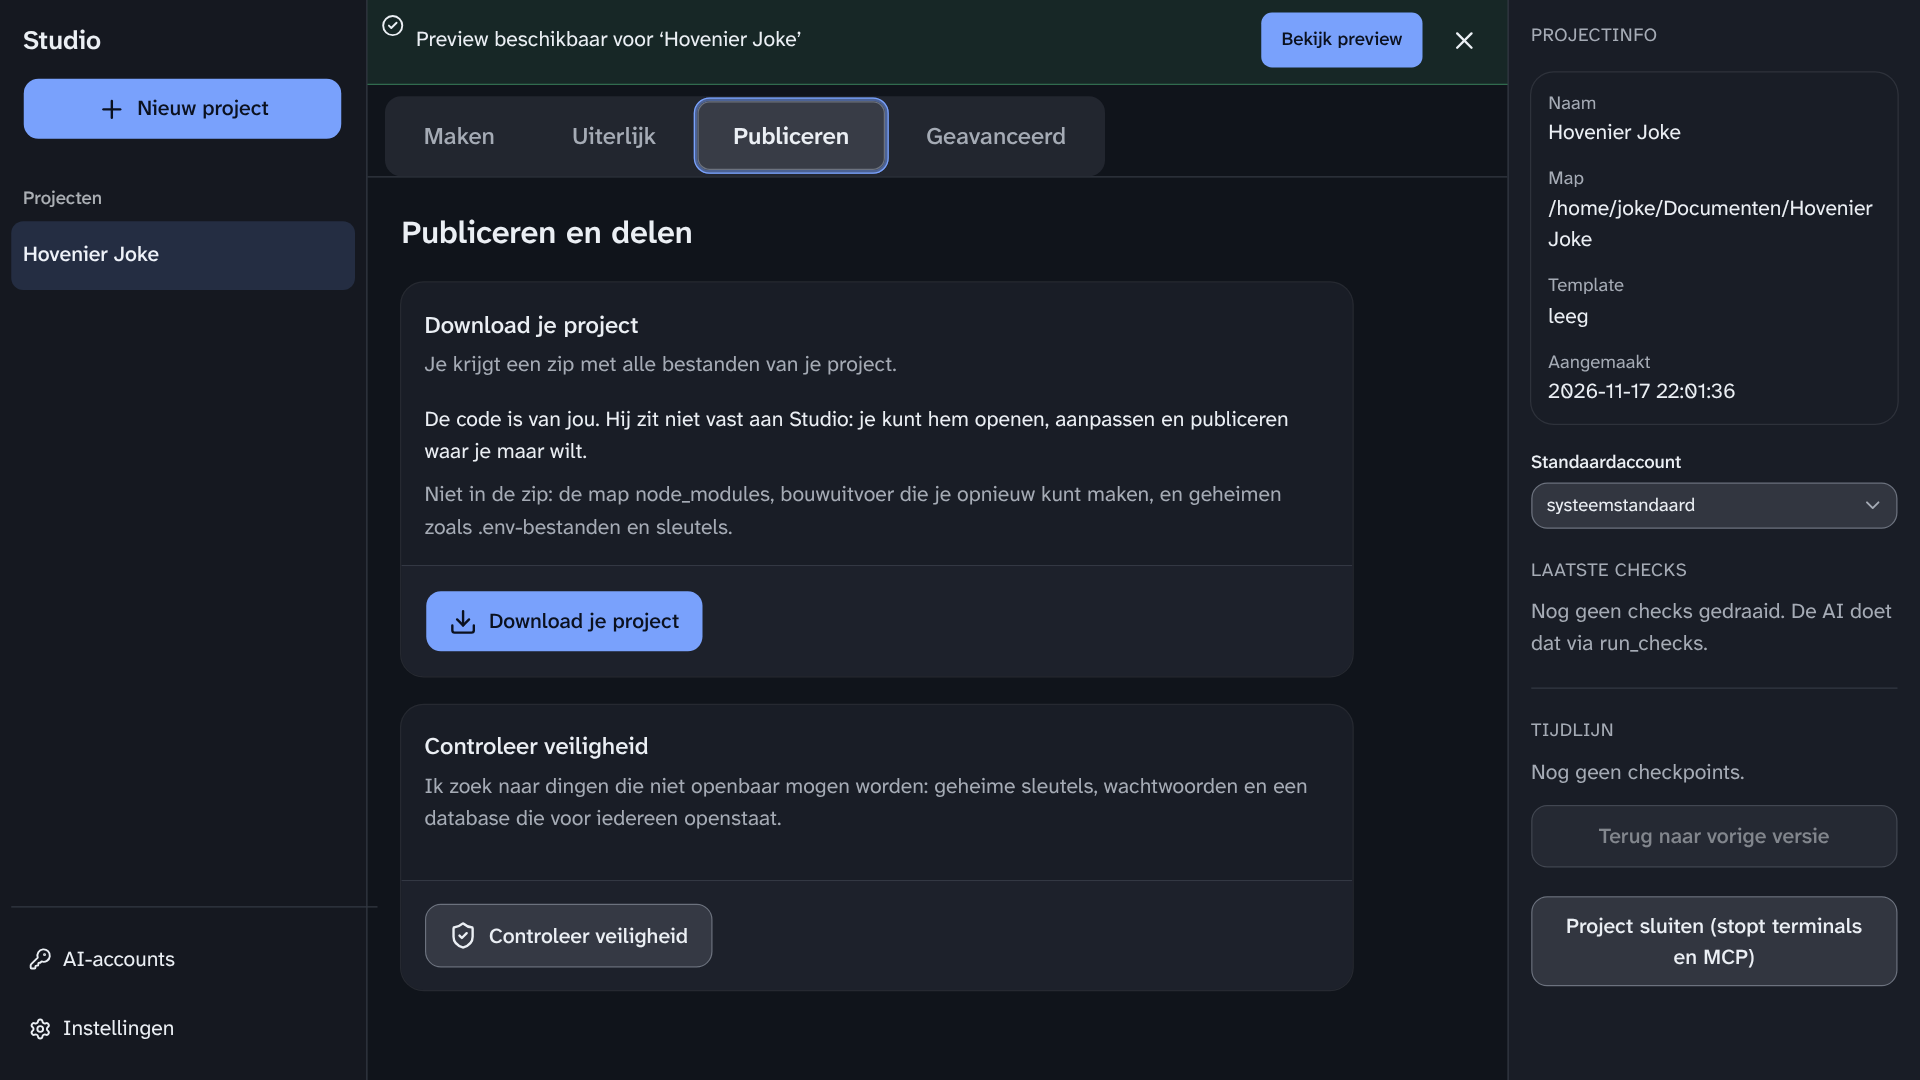 Studio
Nieuw project
Projecten
Hovenier Joke
AI-accounts
Instellingen
Preview beschikbaar voor ‘Hovenier Joke’
Bekijk preview
Maken
Uiterlijk
Publiceren
Geavanceerd
Publiceren en delen
Download je project
Je krijgt een zip met alle bestanden van je project.
De code is van jou. Hij zit niet vast aan Studio: je kunt hem openen, aanpassen en publiceren
waar je maar wilt.
Niet in de zip: de map node_modules, bouwuitvoer die je opnieuw kunt maken, en geheimen
zoals .env-bestanden en sleutels.
Download je project
Controleer veiligheid
Ik zoek naar dingen die niet openbaar mogen worden: geheime sleutels, wachtwoorden en een
database die voor iedereen openstaat.
Controleer veiligheid
PROJECTINFO
Naam
Hovenier Joke
Map
/home/joke/Documenten/Hovenier
Joke
Template
leeg
Aangemaakt
2026-11-17 22:01:36
Standaardaccount
systeemstandaard
LAATSTE CHECKS
Nog geen checks gedraaid. De AI doet
dat via run_checks.
TIJDLIJN
Nog geen checkpoints.
Terug naar vorige versie
Project sluiten (stopt terminals
en MCP)